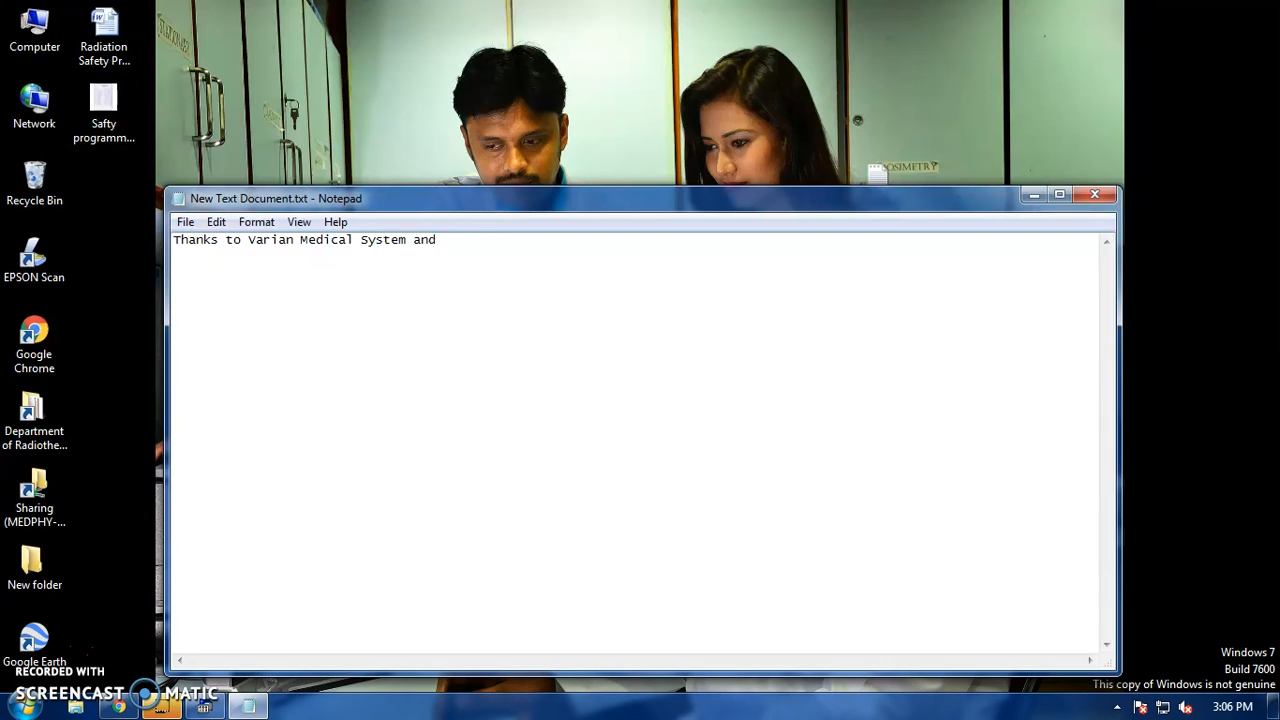 Computer
Radiation
Safety Pr...
Network
Safty
programm...
Recycle Bin
EPSON Scan
Google
Chrome
Department
of Radiothe...
Sharing
(MEDPHY-...
New folder
Google Earth
New Text Document.txt - Notepad
File Edit Format View Help
Thanks to Varian Medical System and
RECORDED WITH
SCREENCAST MATIC
Windows 7
Build 7600
This copy of Windows is not genuine
3:06 PM